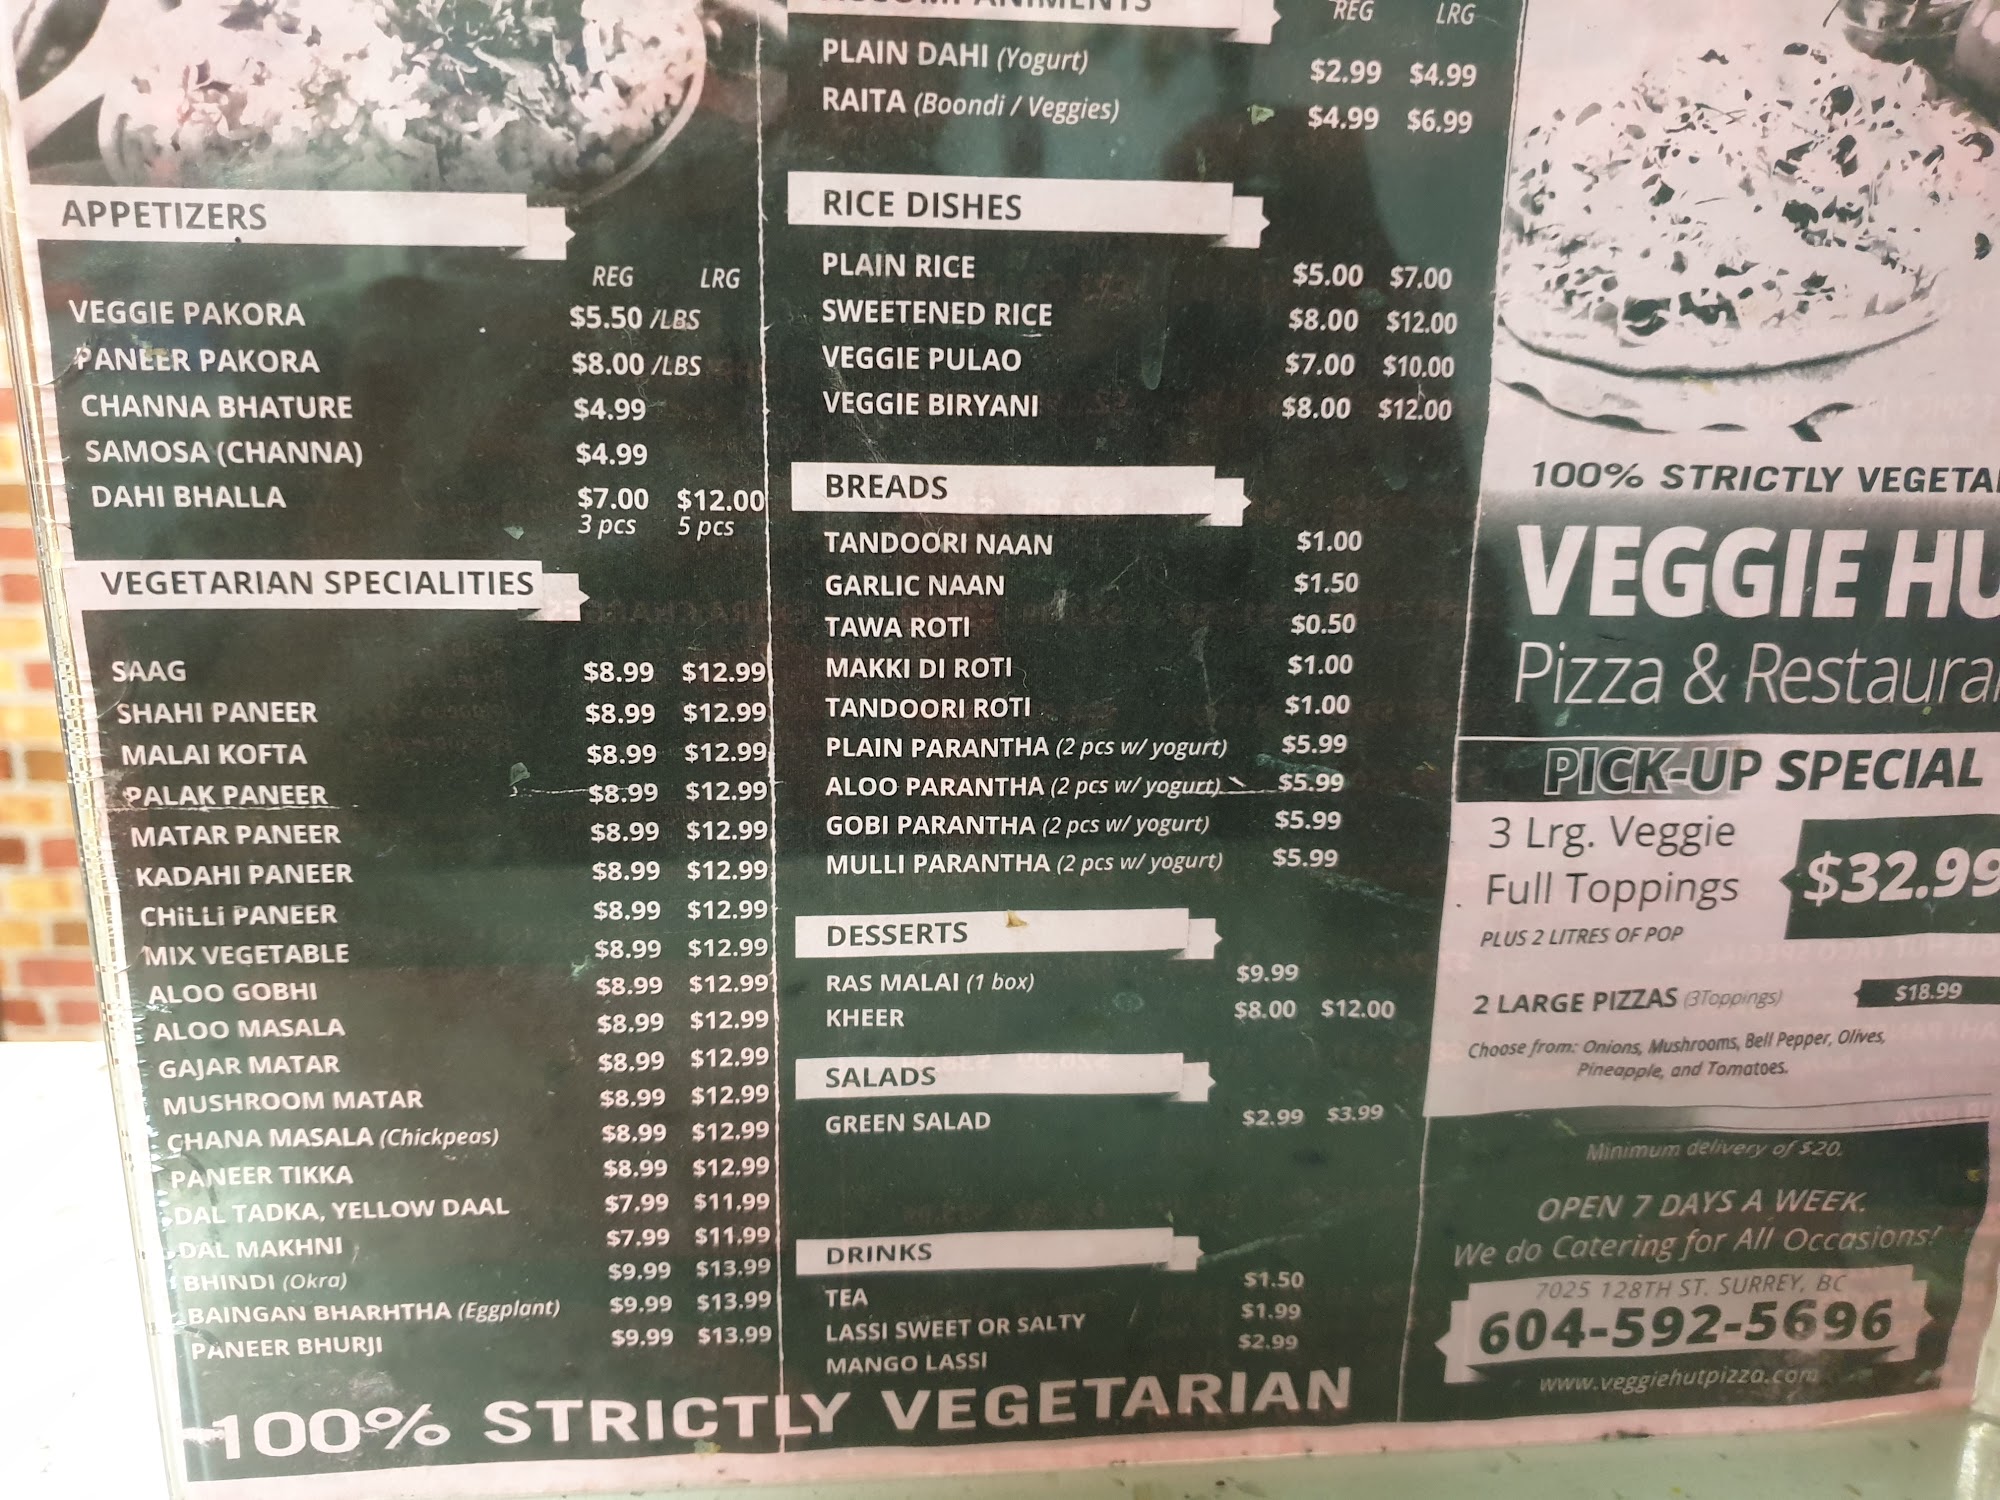 APPETIZERS
REG LRG
VEGGIE PAKORA $5.50 /LBS
PANEER PAKORA $8.00 /LBS
CHANNA BHATURE $4.99
SAMOSA (CHANNA) $4.99
DAHI BHALLA $7.00 $12.00
3 pcs 5 pcs
VEGETARIAN SPECIALITIES
SAAG $8.99 $12.99
SHAHI PANEER $8.99 $12.99
MALAI KOFTA $8.99 $12.99
PALAK PANEER $8.99 $12.99
MATAR PANEER $8.99 $12.99
KADAHI PANEER $8.99 $12.99
CHiLLi PANEER $8.99 $12.99
MIX VEGETABLE $8.99 $12.99
ALOO GOBHI $8.99 $12.99
ALOO MASALA $8.99 $12.99
GAJAR MATAR $8.99 $12.99
MUSHROOM MATAR $8.99 $12.99
CHANA MASALA (Chickpeas) $8.99 $12.99
PANEER TIKKA $8.99 $12.99
DAL TADKA, YELLOW DAAL $7.99 $11.99
DAL MAKHNI $7.99 $11.99
BHINDI (Okra) $9.99 $13.99
BAINGAN BHARHTHA (Eggplant) $9.99 $13.99
PANEER BHURJI $9.99 $13.99
ACCOMPANIMENTS REG LRG
PLAIN DAHI (Yogurt) $2.99 $4.99
RAITA (Boondi / Veggies) $4.99 $6.99
RICE DISHES
PLAIN RICE $5.00 $7.00
SWEETENED RICE $8.00 $12.00
VEGGIE PULAO $7.00 $10.00
VEGGIE BIRYANI $8.00 $12.00
BREADS
TANDOORI NAAN $1.00
GARLIC NAAN $1.50
TAWA ROTI $0.50
MAKKI DI ROTI $1.00
TANDOORI ROTI $1.00
PLAIN PARANTHA (2 pcs w/ yogurt) $5.99
ALOO PARANTHA (2 pcs w/ yogurt) $5.99
GOBI PARANTHA (2 pcs w/ yogurt) $5.99
MULLI PARANTHA (2 pcs w/ yogurt) $5.99
DESSERTS
RAS MALAI (1 box) $9.99
KHEER $8.00 $12.00
SALADS
GREEN SALAD $2.99 $3.99
DRINKS
TEA $1.50
LASSI SWEET OR SALTY $1.99
MANGO LASSI $2.99
100% STRICTLY VEGETARIAN
100% STRICTLY VEGETA
VEGGIE HU
Pizza & Restaura
PICK-UP SPECIAL
3 Lrg. Veggie
Full Toppings $32.99
PLUS 2 LITRES OF POP
2 LARGE PIZZAS (3Toppings) $18.99
Choose from: Onions, Mushrooms, Bell Pepper, Olives,
Pineapple, and Tomatoes.
Minimum delivery of $20.
OPEN 7 DAYS A WEEK.
We do Catering for All Occasions!
7025 128TH ST. SURREY, BC
604-592-5696
www.veggiehutpizza.com